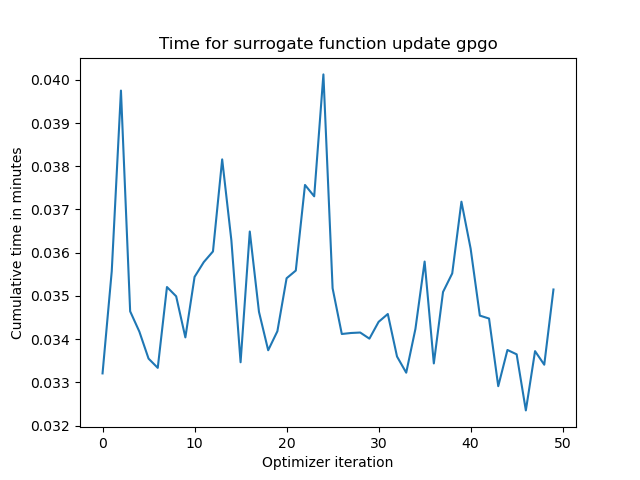 Time for surrogate function update gpgo
0.040
0.039
0.038
0.037
0.036
0.035
0.034
0.033
0.032
Cumulative time in minutes
0 10 20 30 40 50
Optimizer iteration